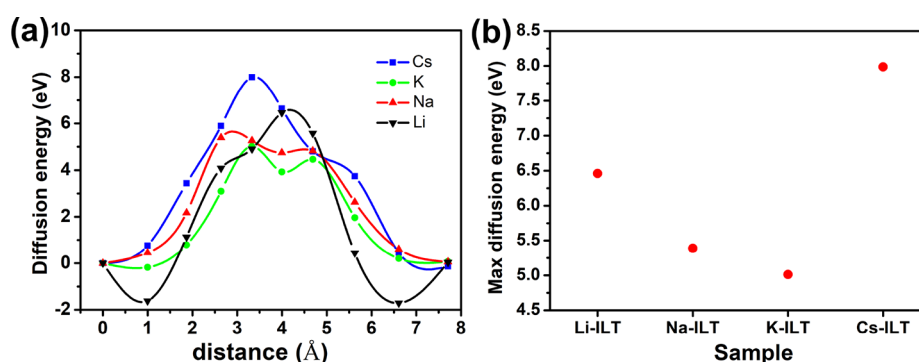 (a)
Diffusion energy (eV)
10
8
6
4
2
0
-2
Cs
K
Na
Li
0 1 2 3 4 5 6 7 8
distance (Å)
(b)
Max diffusion energy (eV)
8.5
8.0
7.5
7.0
6.5
6.0
5.5
5.0
4.5
Li-ILT Na-ILT K-ILT Cs-ILT
Sample